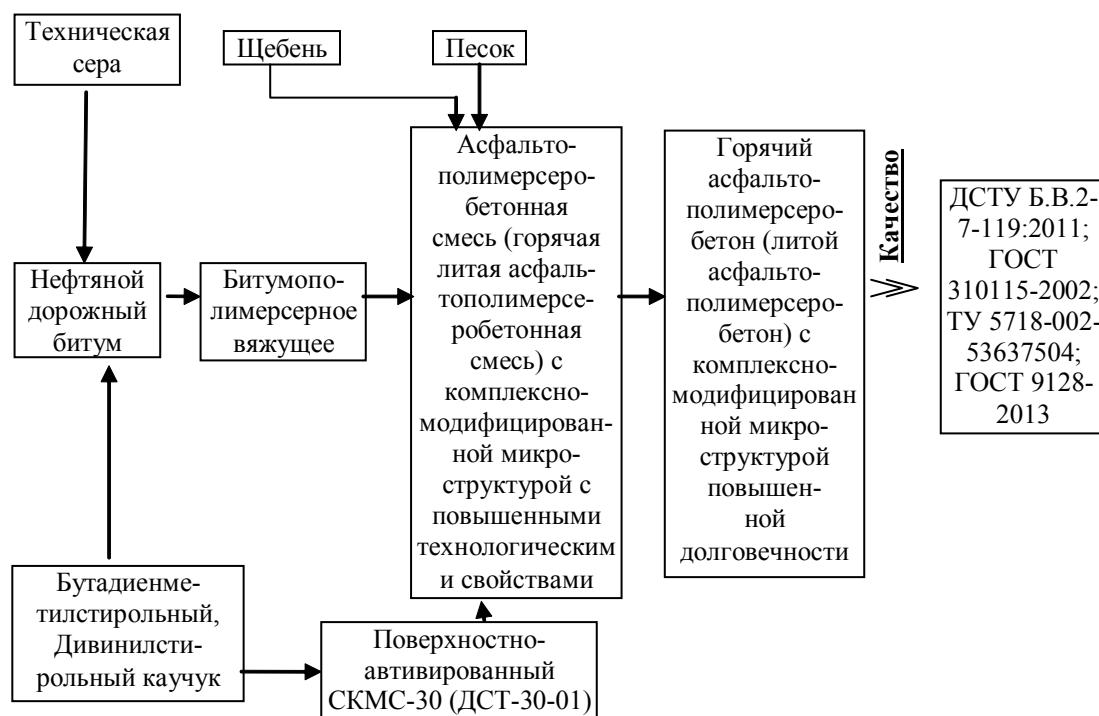 Техническая
сера
Щебень
Песок
Нефтяной
дорожный
битум
Битумопо-
лимерсерное
вяжущее
Асфальто-
полимерсеро-
бетонная
смесь (горячая
литая асфаль-
тополимерсе-
робетонная
смесь) с
комплексно-
модифицирован-
ной микро-
структурой с
повышенными
технологическим
и свойствами
Горячий
асфальто-
полимерсеро-
бетон (литой
асфальто-
полимерсеро-
бетон) с
комплексно-
модифицирован
ной микро-
структурой
повышен-
ной
долговечности
Качество
ДСТУ Б.В.2-
7-119:2011;
ГОСТ
310115-2002;
ТУ 5718-002-
53637504;
ГОСТ 9128-
2013
Бутадиенме-
тилстирольный,
Дивинилсти-
рольный каучук
Поверхностно-
автивированный
СКМС-30 (ДСТ-30-01)